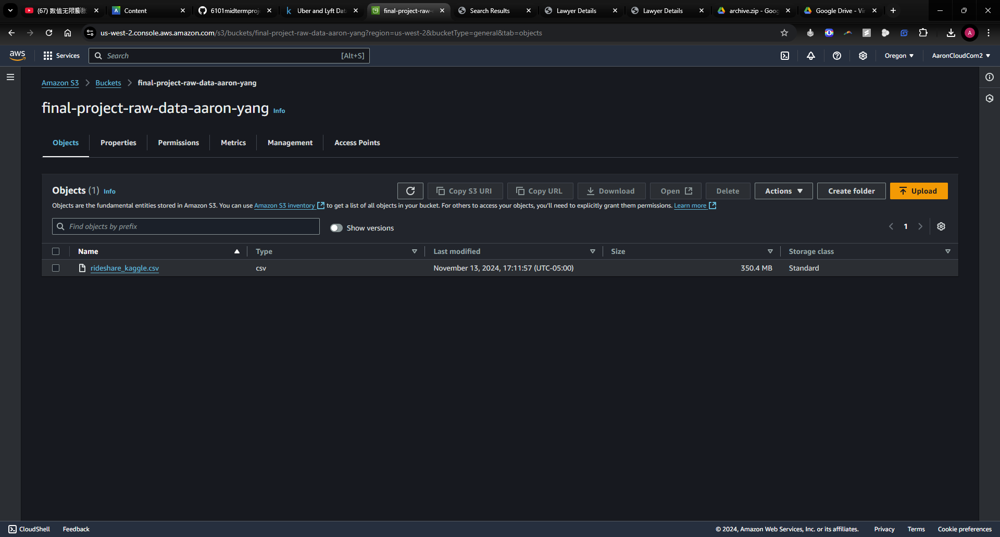 (67) 数值无限膨胀
Content
6101midtermproj
Uber and Lyft Dat
final-project-raw-
Search Results
Lawyer Details
Lawyer Details
archive.zip - Goog
Google Drive - Vir
us-west-2.console.aws.amazon.com/s3/buckets/final-project-raw-data-aaron-yang?region=us-west-2&bucketType=general&tab=objects
A
aws
Services
Search
[Alt+S]
Oregon
AaronCloudCom2
Amazon S3 > Buckets > final-project-raw-data-aaron-yang
final-project-raw-data-aaron-yang Info
Objects
Properties
Permissions
Metrics
Management
Access Points
Objects (1) Info
Copy S3 URI
Copy URL
Download
Open
Delete
Actions
Create folder
Upload
Objects are the fundamental entities stored in Amazon S3. You can use Amazon S3 inventory to get a list of all objects in your bucket. For others to access your objects, you'll need to explicitly grant them permissions. Learn more
Find objects by prefix
Show versions
1
Name
Type
Last modified
Size
Storage class
rideshare_kaggle.csv
csv
November 13, 2024, 17:11:57 (UTC-05:00)
350.4 MB
Standard
CloudShell
Feedback
© 2024, Amazon Web Services, Inc. or its affiliates.
Privacy
Terms
Cookie preferences